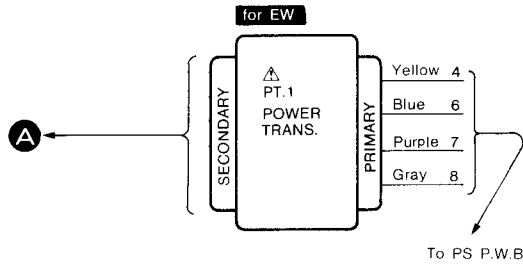 for EW
⚠
PT.1
POWER
TRANS.
SECONDARY
PRIMARY
Yellow 4
Blue 6
Purple 7
Gray 8
A
To PS P.W.B